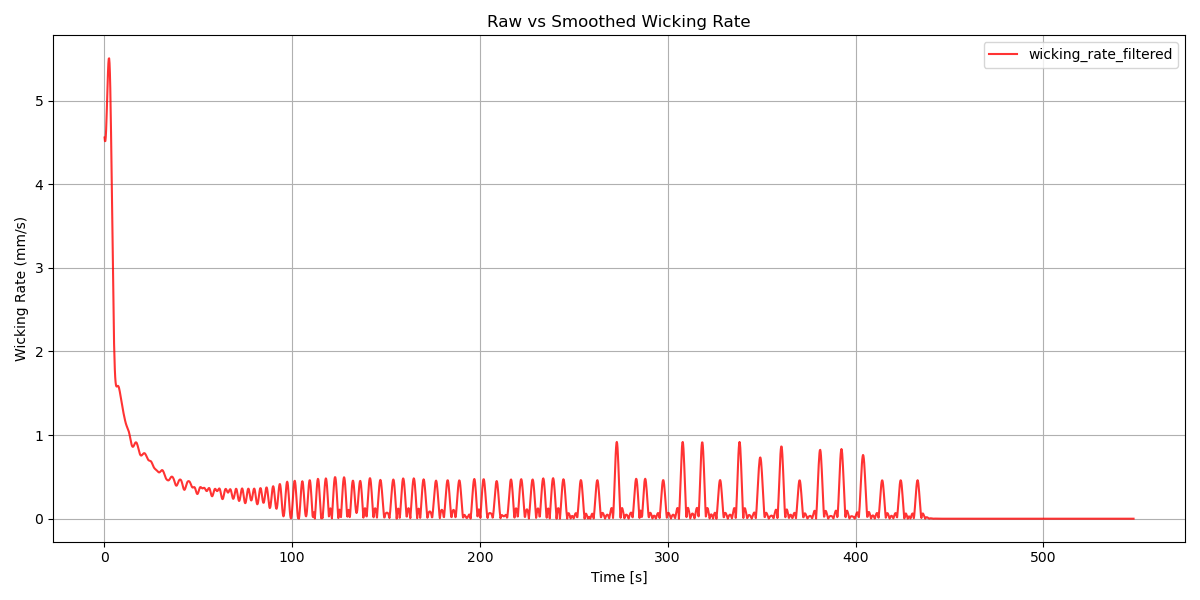 Raw vs Smoothed Wicking Rate
wicking_rate_filtered
Wicking Rate (mm/s)
5
4
3
2
1
0
0 100 200 300 400 500
Time [s]